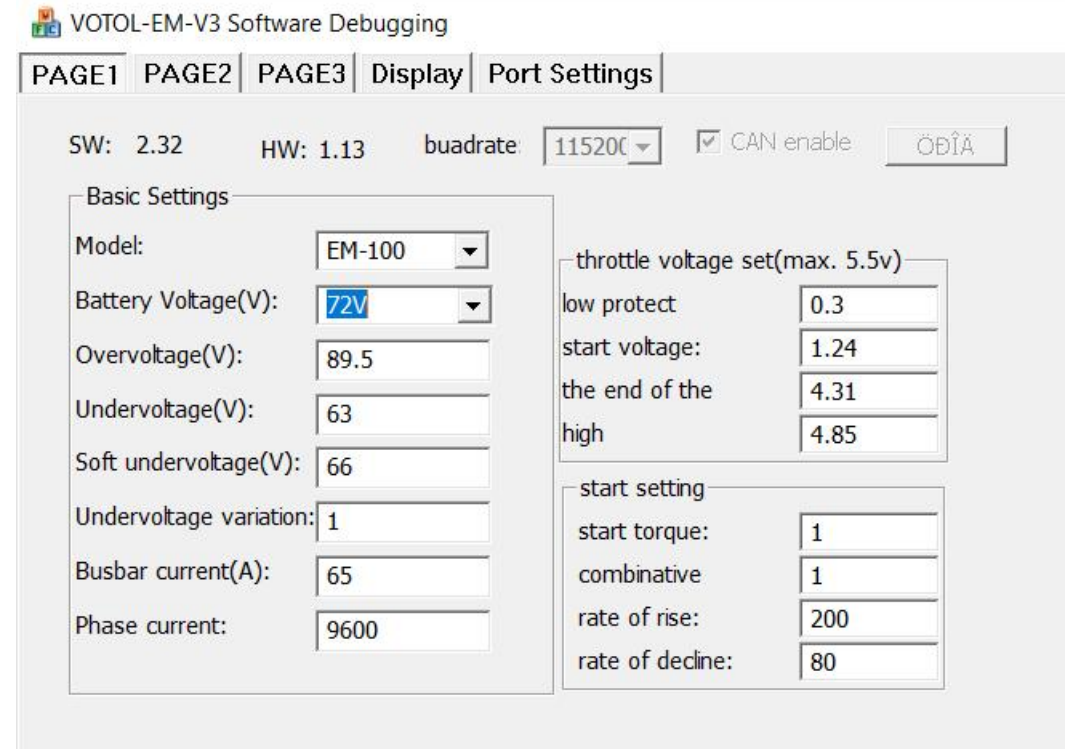 VOTOL-EM-V3 Software Debugging
PAGE1 PAGE2 PAGE3 Display Port Settings
SW: 2.32 HW: 1.13 buadrate: 115200 CAN enable ÖÐÎÄ
Basic Settings
Model: EM-100
Battery Voltage(V): 72V
Overvoltage(V): 89.5
Undervoltage(V): 63
Soft undervoltage(V): 66
Undervoltage variation: 1
Busbar current(A): 65
Phase current: 9600
throttle voltage set(max. 5.5v)
low protect 0.3
start voltage: 1.24
the end of the 4.31
high 4.85
start setting
start torque: 1
combinative 1
rate of rise: 200
rate of decline: 80